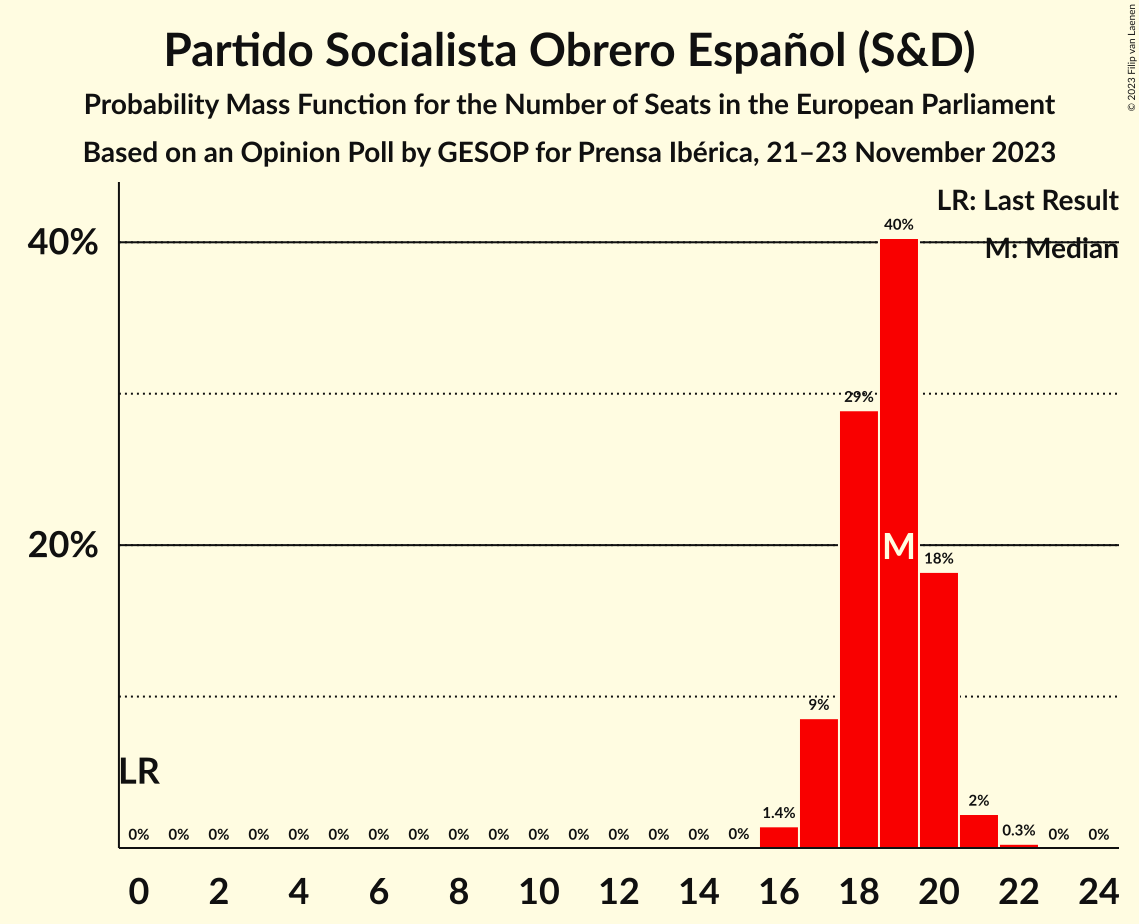 Partido Socialista Obrero Español (S&D)
Probability Mass Function for the Number of Seats in the European Parliament
Based on an Opinion Poll by GESOP for Prensa Ibérica, 21–23 November 2023
© 2023 Filip van Laenen
LR: Last Result
M: Median
40%
20%
40%
29%
M
18%
9%
LR
0% 0% 0% 0% 0% 0% 0% 0% 0% 0% 0% 0% 0% 0% 0% 0% 1.4% 2% 0.3% 0% 0%
0 2 4 6 8 10 12 14 16 18 20 22 24